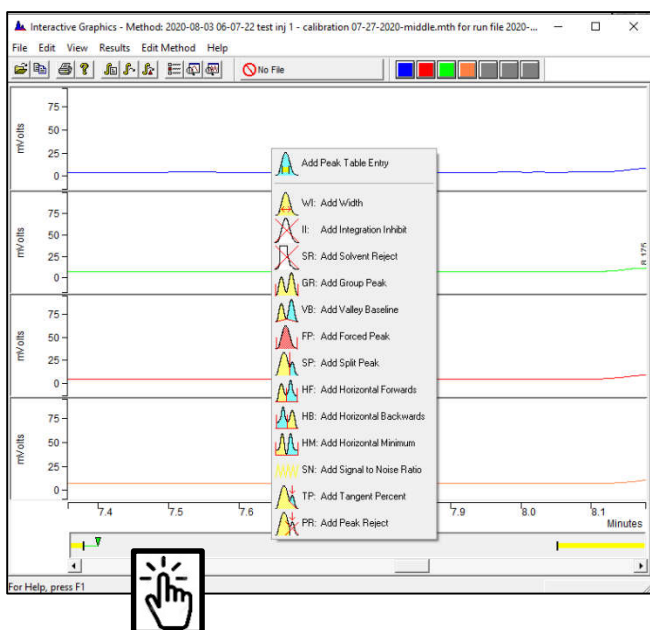 Interactive Graphics - Method: 2020-08-03 06-07-22 test inj 1 - calibration 07-27-2020-middle.mth for run file 2020-...
File Edit View Results Edit Method Help
No File
mVolts
75
50
25
0
mVolts
75
50
25
0
8.175
mVolts
75
50
25
0
mVolts
75
50
25
0
Add Peak Table Entry
WI: Add Width
II: Add Integration Inhibit
SR: Add Solvent Reject
GR: Add Group Peak
VB: Add Valley Baseline
FP: Add Forced Peak
SP: Add Split Peak
HF: Add Horizontal Forwards
HB: Add Horizontal Backwards
HM: Add Horizontal Minimum
SN: Add Signal to Noise Ratio
TP: Add Tangent Percent
PR: Add Peak Reject
7.4 7.5 7.6 7.9 8.0 8.1
Minutes
For Help, press F1